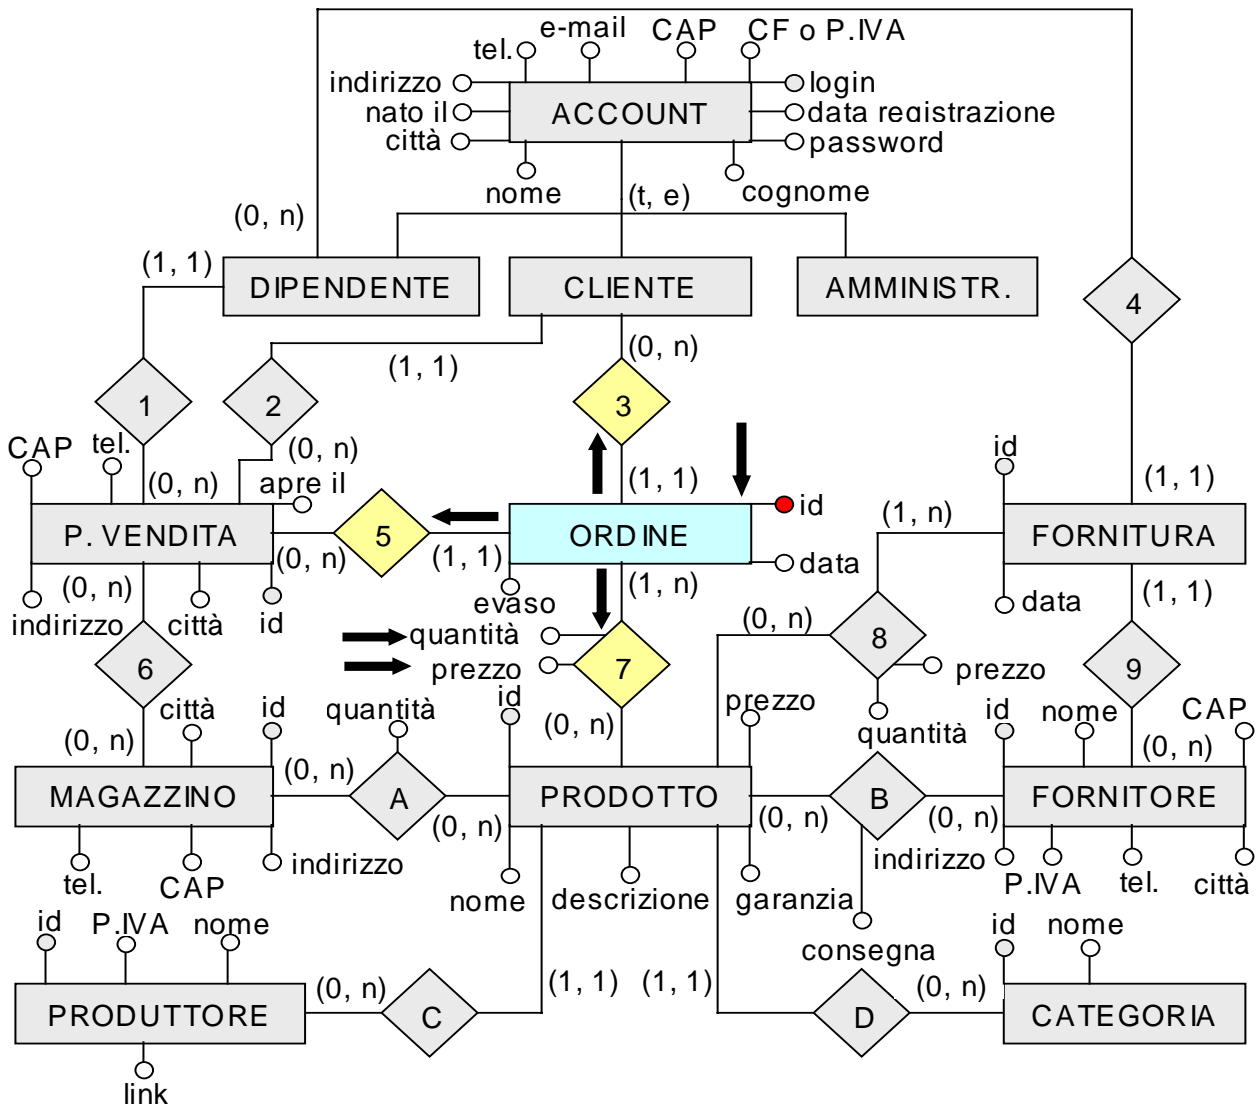 e-mail CAP CF o P.IVA
tel.
indirizzo login
nato il ACCOUNT data registrazione
città password
nome (t, e) cognome
(0, n)
(1, 1)
DIPENDENTE CLIENTE AMMINISTR. 4
(0, n)
(1, 1)
1 2 3
CAP tel. (0, n) id
(0, n) apre il (1, 1) (1, 1)
id (1, n)
P. VENDITA 5 ORDINE FORNITURA
(0, n) (1, 1)
(0, n) (1, n) data (1, 1)
evaso data
indirizzo città id quantità (0, n) 8
6 prezzo 7 prezzo 9
città id quantità id prezzo id nome CAP
(0, n) (0, n) quantità (0, n)
(0, n)
MAGAZZINO A PRODOTTO B FORNITORE
(0, n) (0, n) (0, n)
indirizzo indirizzo
tel. CAP nome descrizione garanzia P.IVA tel. città
id P.IVA nome consegna id nome
(0, n) (1, 1) (1, 1) (0, n)
PRODUTTORE C D CATEGORIA
link